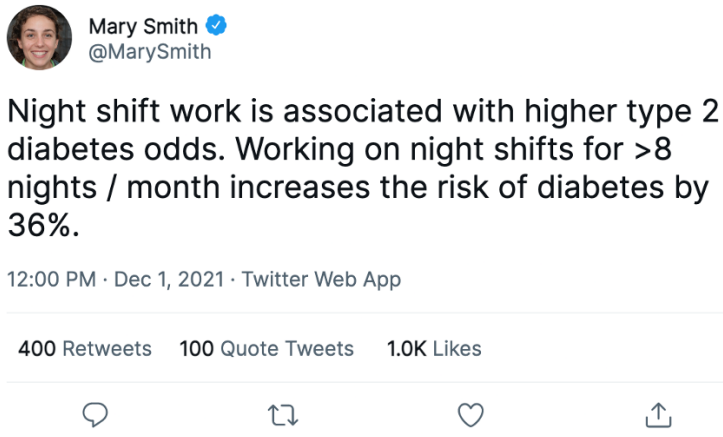 Mary Smith
@MarySmith
Night shift work is associated with higher type 2
diabetes odds. Working on night shifts for >8
nights / month increases the risk of diabetes by
36%.
12:00 PM · Dec 1, 2021 · Twitter Web App
400 Retweets 100 Quote Tweets 1.0K Likes